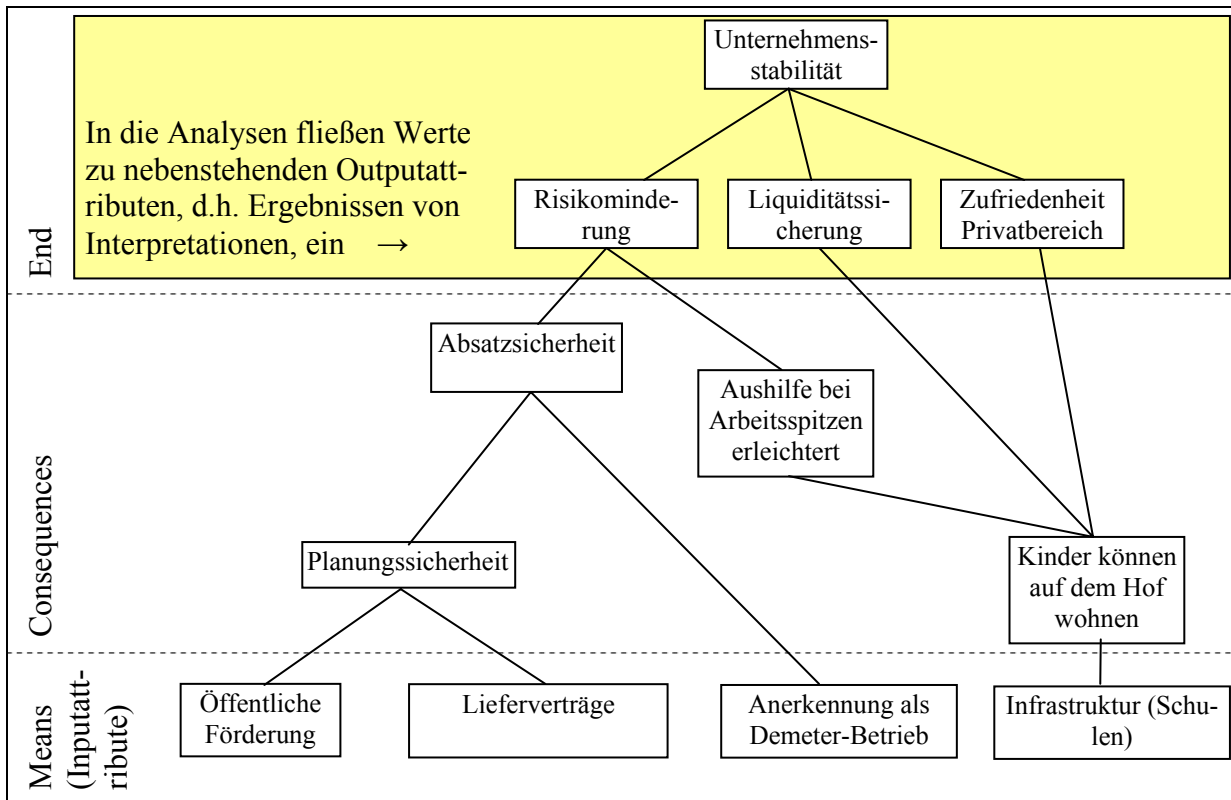 Unternehmens-
stabilität
In die Analysen fließen Werte
zu nebenstehenden Outputatt-
ributen, d.h. Ergebnissen von
Interpretationen, ein →
Risikominde-
rung
Liquiditätssi-
cherung
Zufriedenheit
Privatbereich
End
Absatzsicherheit
Aushilfe bei
Arbeitsspitzen
erleichtert
Planungssicherheit
Kinder können
auf dem Hof
wohnen
Consequences
Öffentliche
Förderung
Lieferverträge
Anerkennung als
Demeter-Betrieb
Infrastruktur (Schu-
len)
Means
(Inputatt-
ribute)